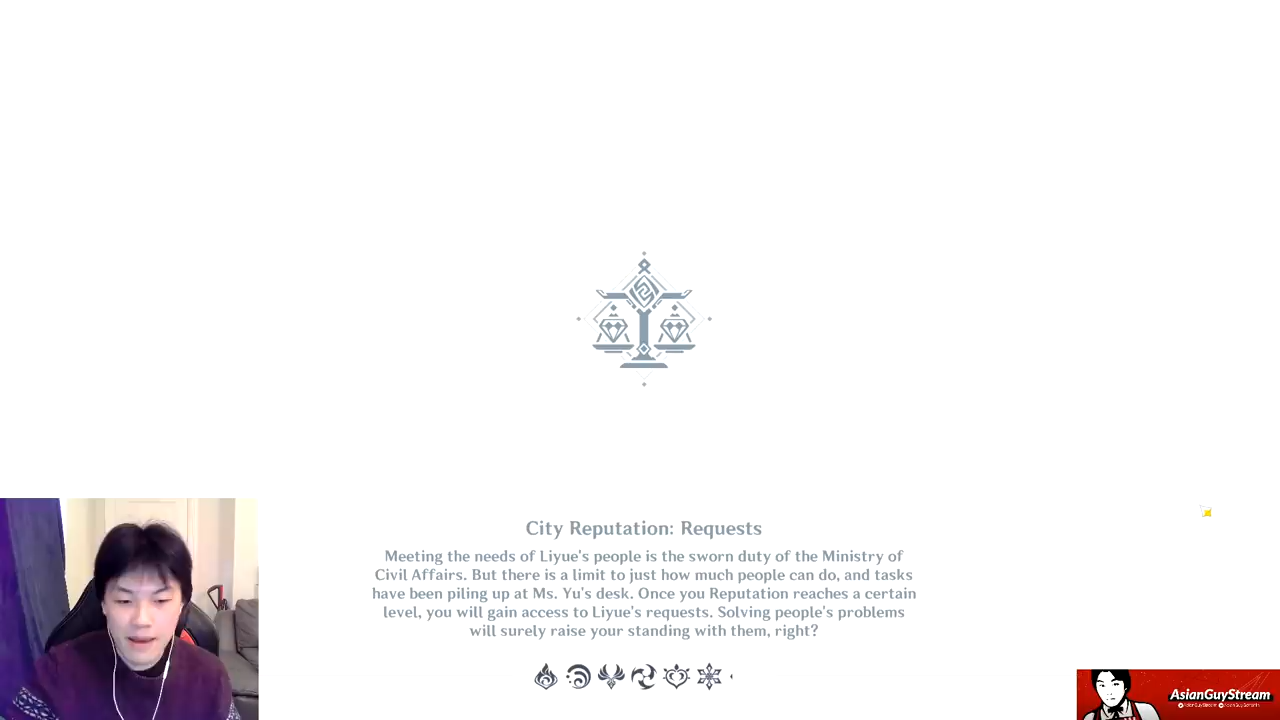 City Reputation: Requests
Meeting the needs of Liyue's people is the sworn duty of the Ministry of
Civil Affairs. But there is a limit to just how much people can do, and tasks
have been piling up at Ms. Yu's desk. Once you Reputation reaches a certain
level, you will gain access to Liyue's requests. Solving people's problems
will surely raise your standing with them, right?
AsianGuyStream